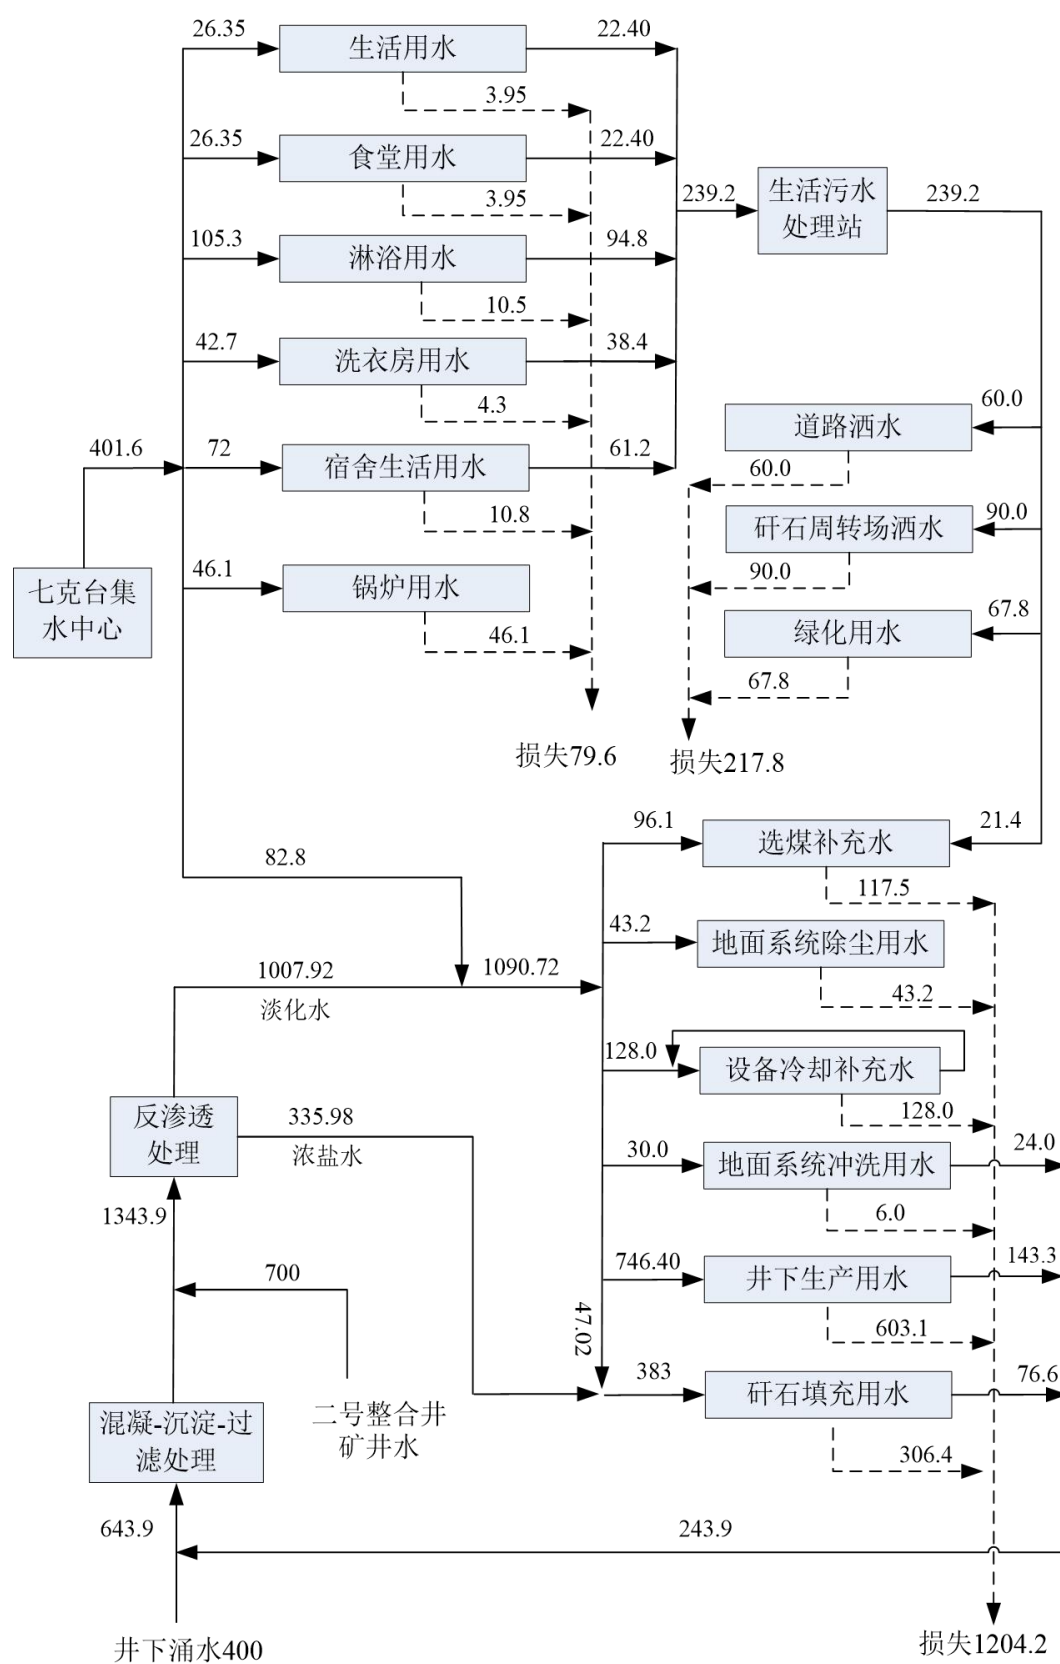 26.35
生活用水
22.40
3.95
26.35
食堂用水
22.40
3.95
239.2
生活污水
处理站
239.2
105.3
淋浴用水
94.8
10.5
42.7
洗衣房用水
38.4
4.3
401.6
72
宿舍生活用水
61.2
10.8
46.1
锅炉用水
46.1
七克台集
水中心
损失79.6
道路洒水
60.0
60.0
矸石周转场洒水
90.0
90.0
绿化用水
67.8
67.8
损失217.8
82.8
96.1
选煤补充水
21.4
117.5
43.2
地面系统除尘用水
43.2
1007.92
淡化水
1090.72
128.0
设备冷却补充水
128.0
反渗透
处理
335.98
浓盐水
30.0
地面系统冲洗用水
24.0
6.0
1343.9
700
746.40
井下生产用水
143.3
603.1
47.02
383
矸石填充用水
76.6
306.4
二号整合井
矿井水
混凝-沉淀-过
滤处理
643.9
243.9
井下涌水400
损失1204.2